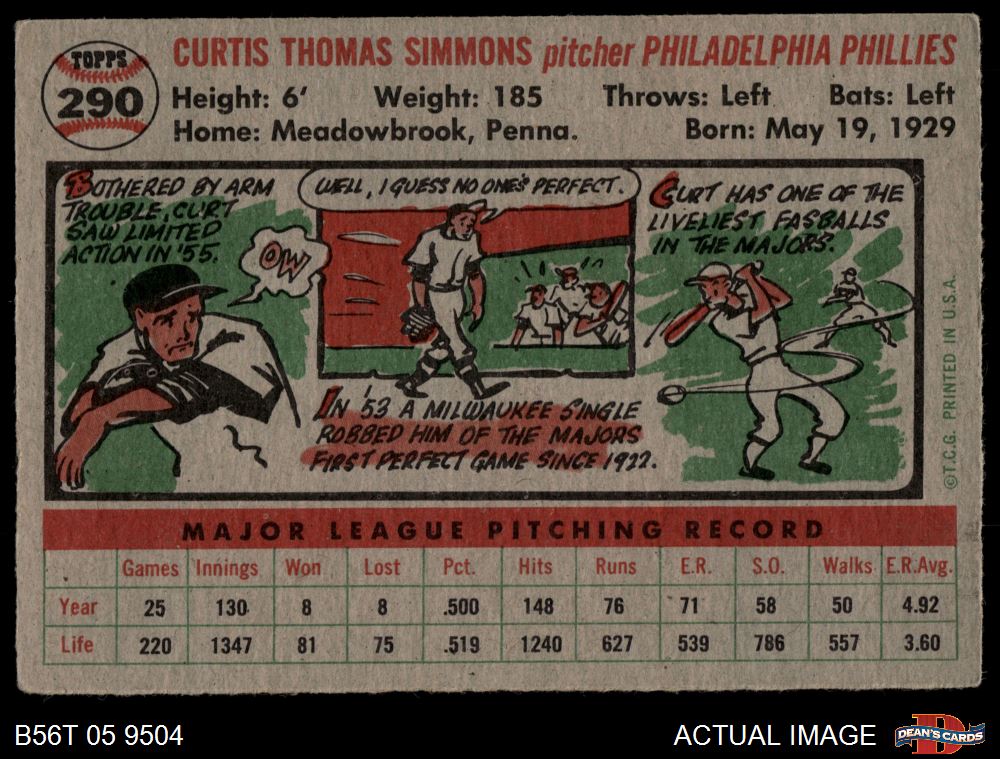 TOPPS
290
CURTIS THOMAS SIMMONS pitcher PHILADELPHIA PHILLIES
Height: 6' Weight: 185 Throws: Left Bats: Left
Home: Meadowbrook, Penna. Born: May 19, 1929
BOTHERED BY ARM
TROUBLE, CURT
SAW LIMITED
ACTION IN '55.
OW
WELL, I GUESS NO ONE'S PERFECT.
IN '53 A MILWAUKEE SINGLE
ROBBED HIM OF THE MAJORS
FIRST PERFECT GAME SINCE 1922.
CURT HAS ONE OF THE
LIVELIEST FASBALLS
IN THE MAJORS.
©T.C.G. PRINTED IN U.S.A.
MAJOR LEAGUE PITCHING RECORD
Games Innings Won Lost Pct. Hits Runs E.R. S.O. Walks E.R.Avg.
Year 25 130 8 8 .500 148 76 71 58 50 4.92
Life 220 1347 81 75 .519 1240 627 539 786 557 3.60
B56T 05 9504 ACTUAL IMAGE
DEAN'S CARDS